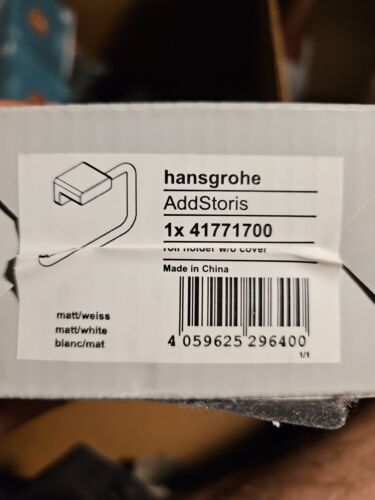 hansgrohe
AddStoris
1x 41771700
roll holder w/o cover
Made in China
matt/weiss
matt/white
blanc/mat
4 059625 296400
1/1